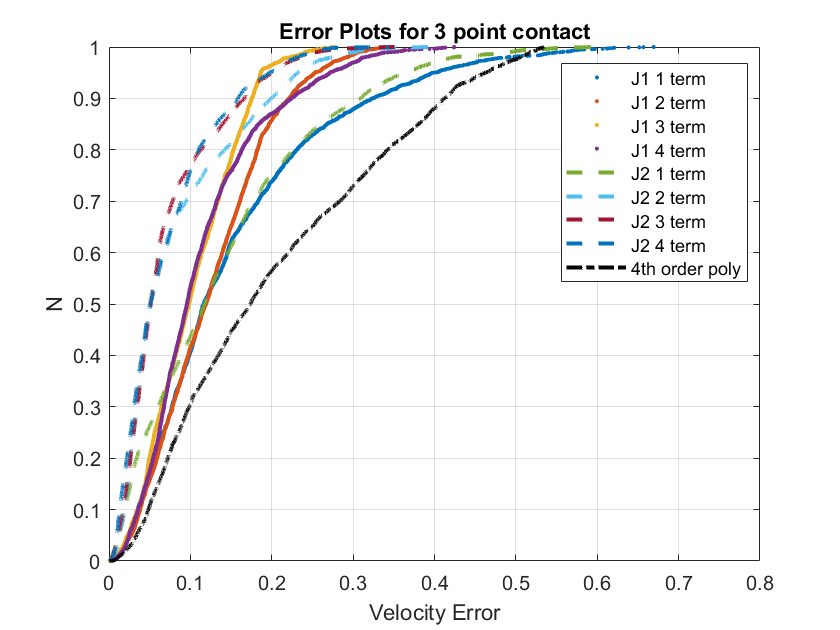 Error Plots for 3 point contact
1
0.9
0.8
0.7
0.6
0.5
0.4
0.3
0.2
0.1
0
N
J1 1 term
J1 2 term
J1 3 term
J1 4 term
J2 1 term
J2 2 term
J2 3 term
J2 4 term
4th order poly
0 0.1 0.2 0.3 0.4 0.5 0.6 0.7 0.8
Velocity Error